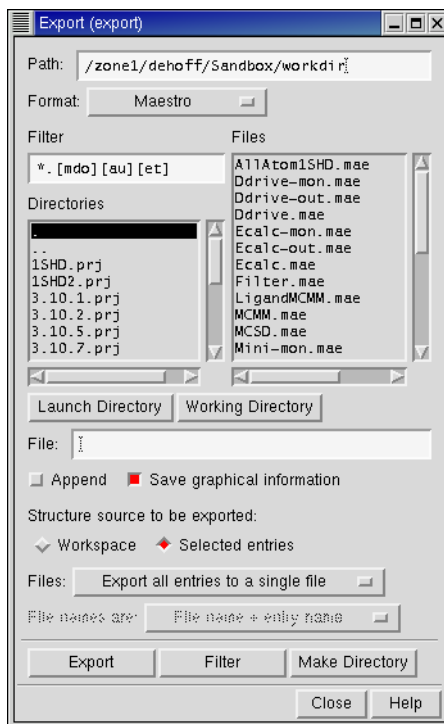 Export (export)
Path: /zone1/dehoff/Sandbox/workdir
Format: Maestro
Filter
*.[mdo][au][et]
Directories
.
..
1SHD.prj
1SHD2.prj
3.10.1.prj
3.10.2.prj
3.10.5.prj
3.10.7.prj
Files
AllAtom1SHD.mae
Ddrive-mon.mae
Ddrive-out.mae
Ddrive.mae
Ecalc-mon.mae
Ecalc-out.mae
Ecalc.mae
Filter.mae
LigandMCMM.mae
MCMM.mae
MCSD.mae
Mini-mon.mae
Launch Directory Working Directory
File:
Append Save graphical information
Structure source to be exported:
Workspace Selected entries
Files: Export all entries to a single file
File names are: File name + entry name
Export Filter Make Directory
Close Help